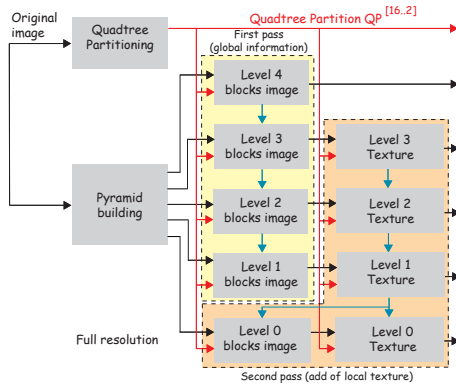 Original
image
Quadtree
Partitioning
Quadtree Partition QP [16..2]
First pass
(global information)
Level 4
blocks image
Level 3
blocks image
Level 3
Texture
Pyramid
building
Level 2
blocks image
Level 2
Texture
Level 1
blocks image
Level 1
Texture
Full resolution
Level 0
blocks image
Level 0
Texture
Second pass (add of local texture)